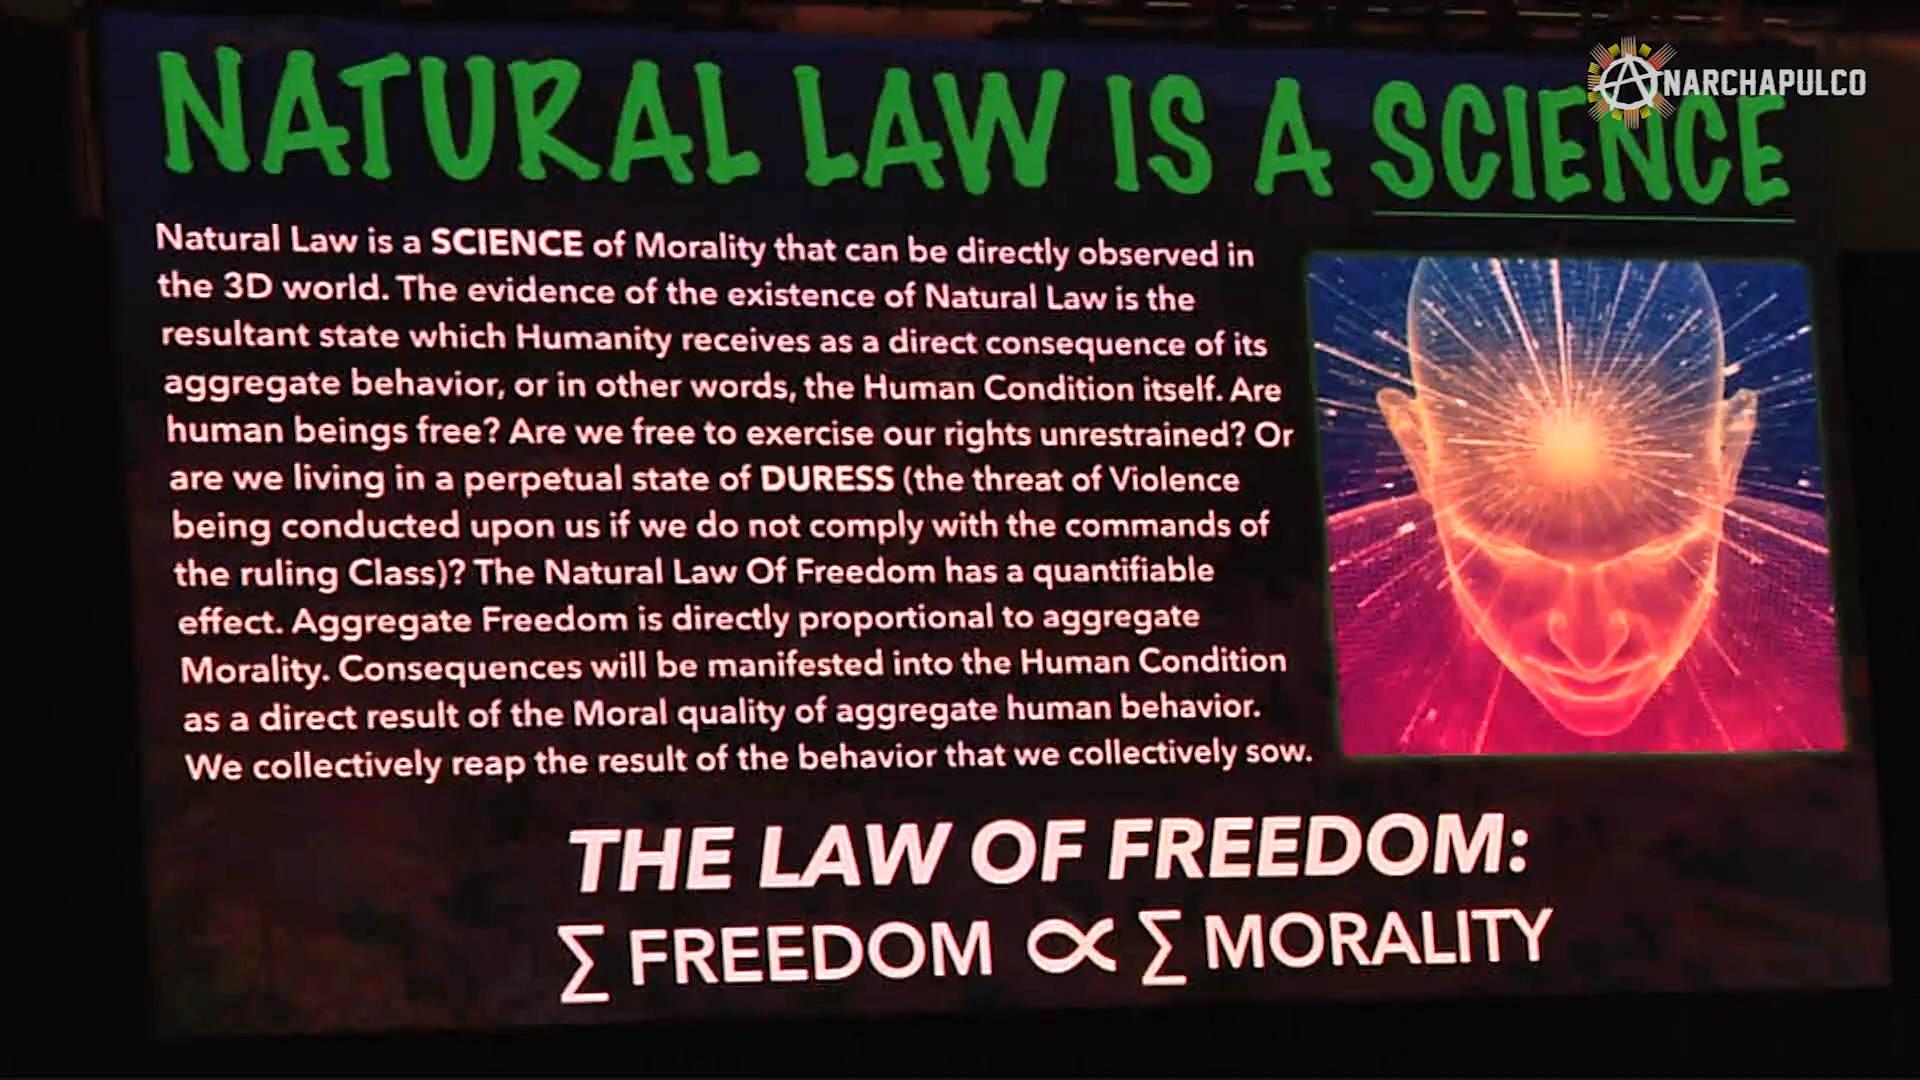 NATURAL LAW IS A SCIENCE
ANARCHAPULCO
Natural Law is a SCIENCE of Morality that can be directly observed in
the 3D world. The evidence of the existence of Natural Law is the
resultant state which Humanity receives as a direct consequence of its
aggregate behavior, or in other words, the Human Condition itself. Are
human beings free? Are we free to exercise our rights unrestrained? Or
are we living in a perpetual state of DURESS (the threat of Violence
being conducted upon us if we do not comply with the commands of
the ruling Class)? The Natural Law Of Freedom has a quantifiable
effect. Aggregate Freedom is directly proportional to aggregate
Morality. Consequences will be manifested into the Human Condition
as a direct result of the Moral quality of aggregate human behavior.
We collectively reap the result of the behavior that we collectively sow.
THE LAW OF FREEDOM:
∑ FREEDOM ∝ ∑ MORALITY